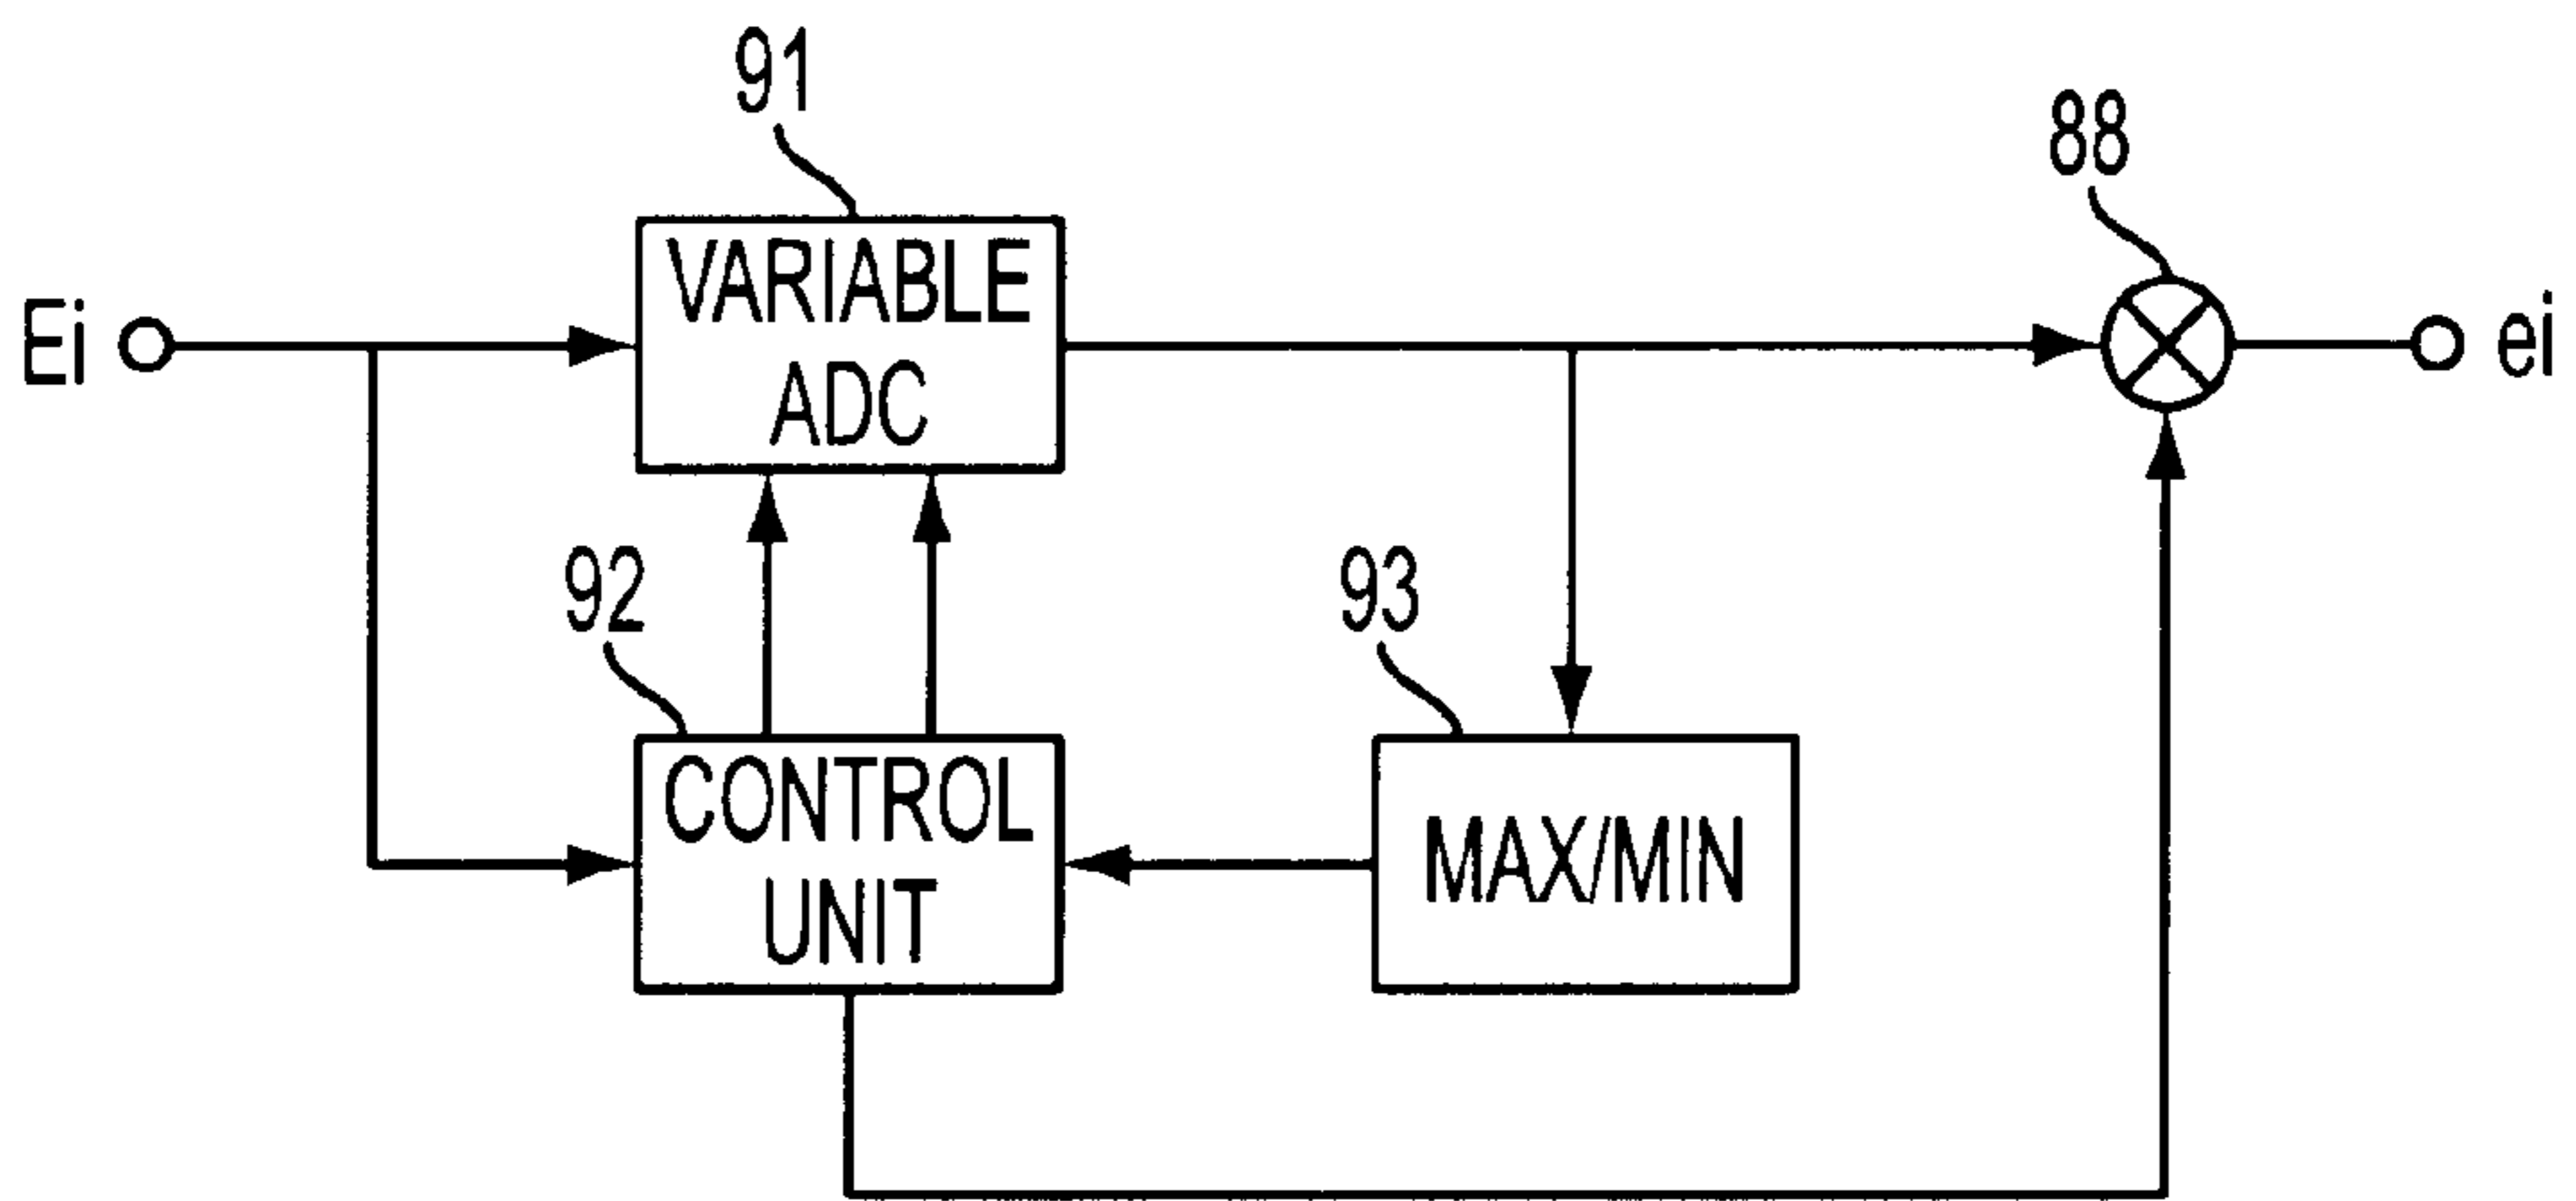 91
88
VARIABLE
ADC
Ei
ei
92
93
CONTROL
UNIT
MAX/MIN